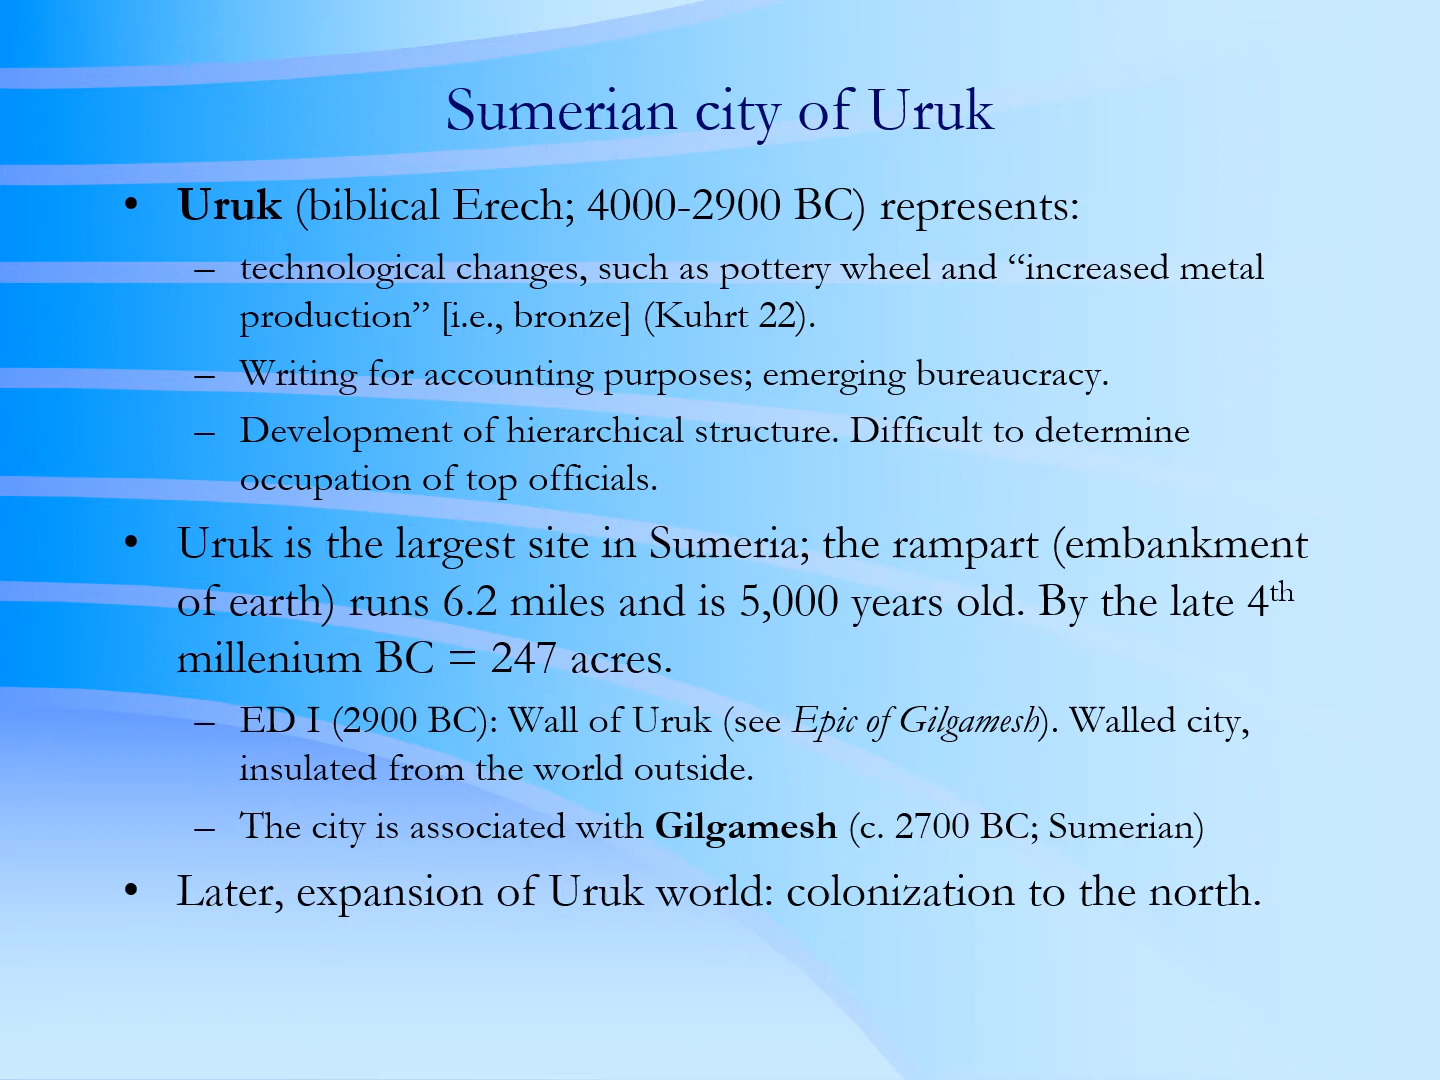 Sumerian city of Uruk
• Uruk (biblical Erech; 4000-2900 BC) represents:
– technological changes, such as pottery wheel and “increased metal
production” [i.e., bronze] (Kuhrt 22).
– Writing for accounting purposes; emerging bureaucracy.
– Development of hierarchical structure. Difficult to determine
occupation of top officials.
• Uruk is the largest site in Sumeria; the rampart (embankment
of earth) runs 6.2 miles and is 5,000 years old. By the late 4th
millenium BC = 247 acres.
– ED I (2900 BC): Wall of Uruk (see Epic of Gilgamesh). Walled city,
insulated from the world outside.
– The city is associated with Gilgamesh (c. 2700 BC; Sumerian)
• Later, expansion of Uruk world: colonization to the north.